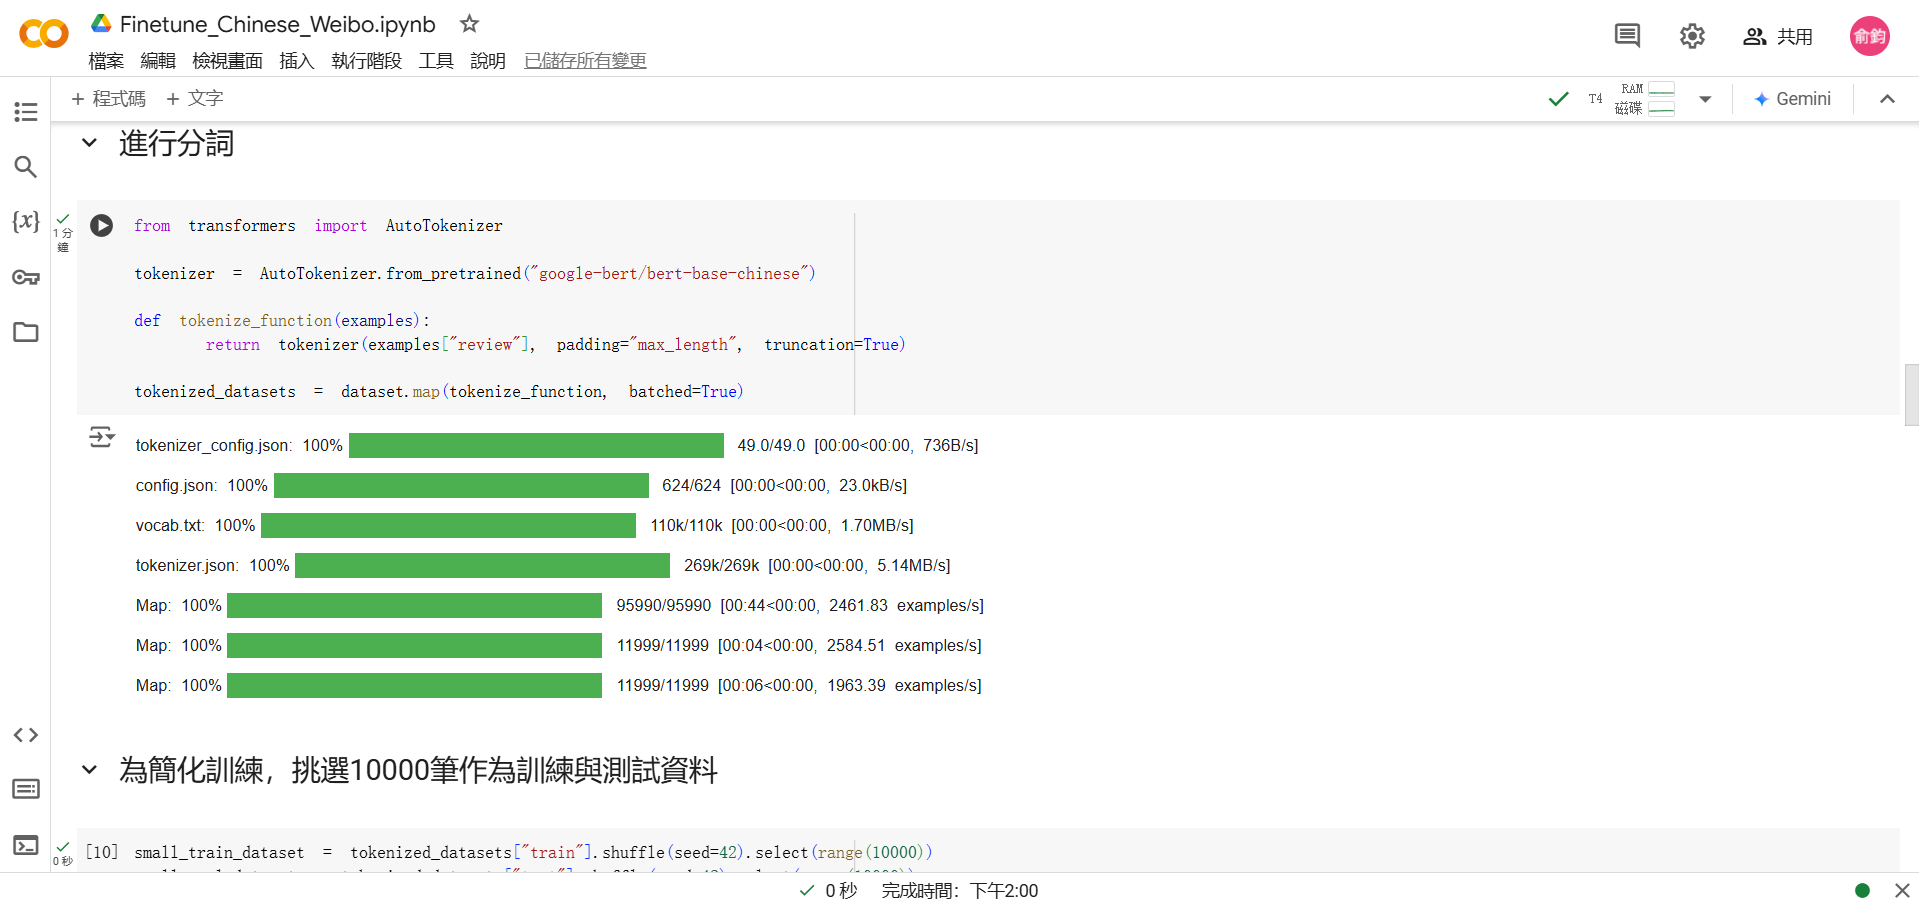 Finetune_Chinese_Weibo.ipynb
檔案 編輯 檢視畫面 插入 執行階段 工具 說明 已儲存所有變更
共用
俞鈞
+ 程式碼 + 文字
T4
RAM
磁碟
Gemini
進行分詞
1 分鐘
from transformers import AutoTokenizer
tokenizer = AutoTokenizer.from_pretrained("google-bert/bert-base-chinese")
def tokenize_function(examples):
return tokenizer(examples["review"], padding="max_length", truncation=True)
tokenized_datasets = dataset.map(tokenize_function, batched=True)
tokenizer_config.json: 100% 49.0/49.0 [00:00<00:00, 736B/s]
config.json: 100% 624/624 [00:00<00:00, 23.0kB/s]
vocab.txt: 100% 110k/110k [00:00<00:00, 1.70MB/s]
tokenizer.json: 100% 269k/269k [00:00<00:00, 5.14MB/s]
Map: 100% 95990/95990 [00:44<00:00, 2461.83 examples/s]
Map: 100% 11999/11999 [00:04<00:00, 2584.51 examples/s]
Map: 100% 11999/11999 [00:06<00:00, 1963.39 examples/s]
為簡化訓練，挑選10000筆作為訓練與測試資料
0 秒
[10] small_train_dataset = tokenized_datasets["train"].shuffle(seed=42).select(range(10000))
0 秒 完成時間：下午2:00